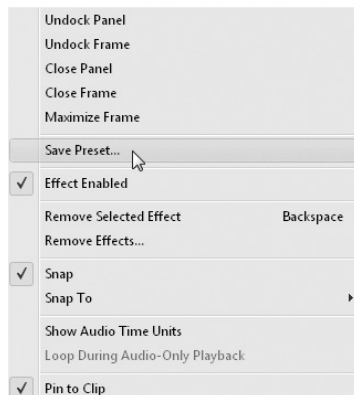 Undock Panel
Undock Frame
Close Panel
Close Frame
Maximize Frame
Save Preset...
Effect Enabled
Remove Selected Effect Backspace
Remove Effects...
Snap
Snap To
Show Audio Time Units
Loop During Audio-Only Playback
Pin to Clip